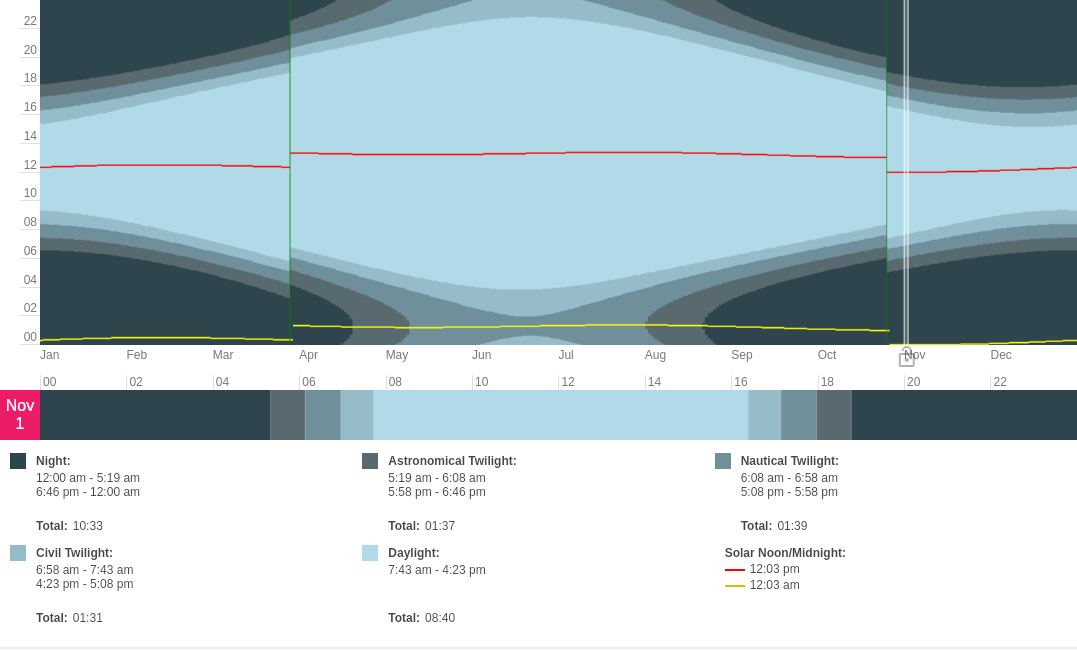 22
20
18
16
14
12
10
08
06
04
02
00
Jan Feb Mar Apr May Jun Jul Aug Sep Oct Nov Dec
00 02 04 06 08 10 12 14 16 18 20 22
Nov
1
Night:
12:00 am - 5:19 am
6:46 pm - 12:00 am
Total: 10:33
Astronomical Twilight:
5:19 am - 6:08 am
5:58 pm - 6:46 pm
Total: 01:37
Nautical Twilight:
6:08 am - 6:58 am
5:08 pm - 5:58 pm
Total: 01:39
Civil Twilight:
6:58 am - 7:43 am
4:23 pm - 5:08 pm
Total: 01:31
Daylight:
7:43 am - 4:23 pm
Total: 08:40
Solar Noon/Midnight:
12:03 pm
12:03 am